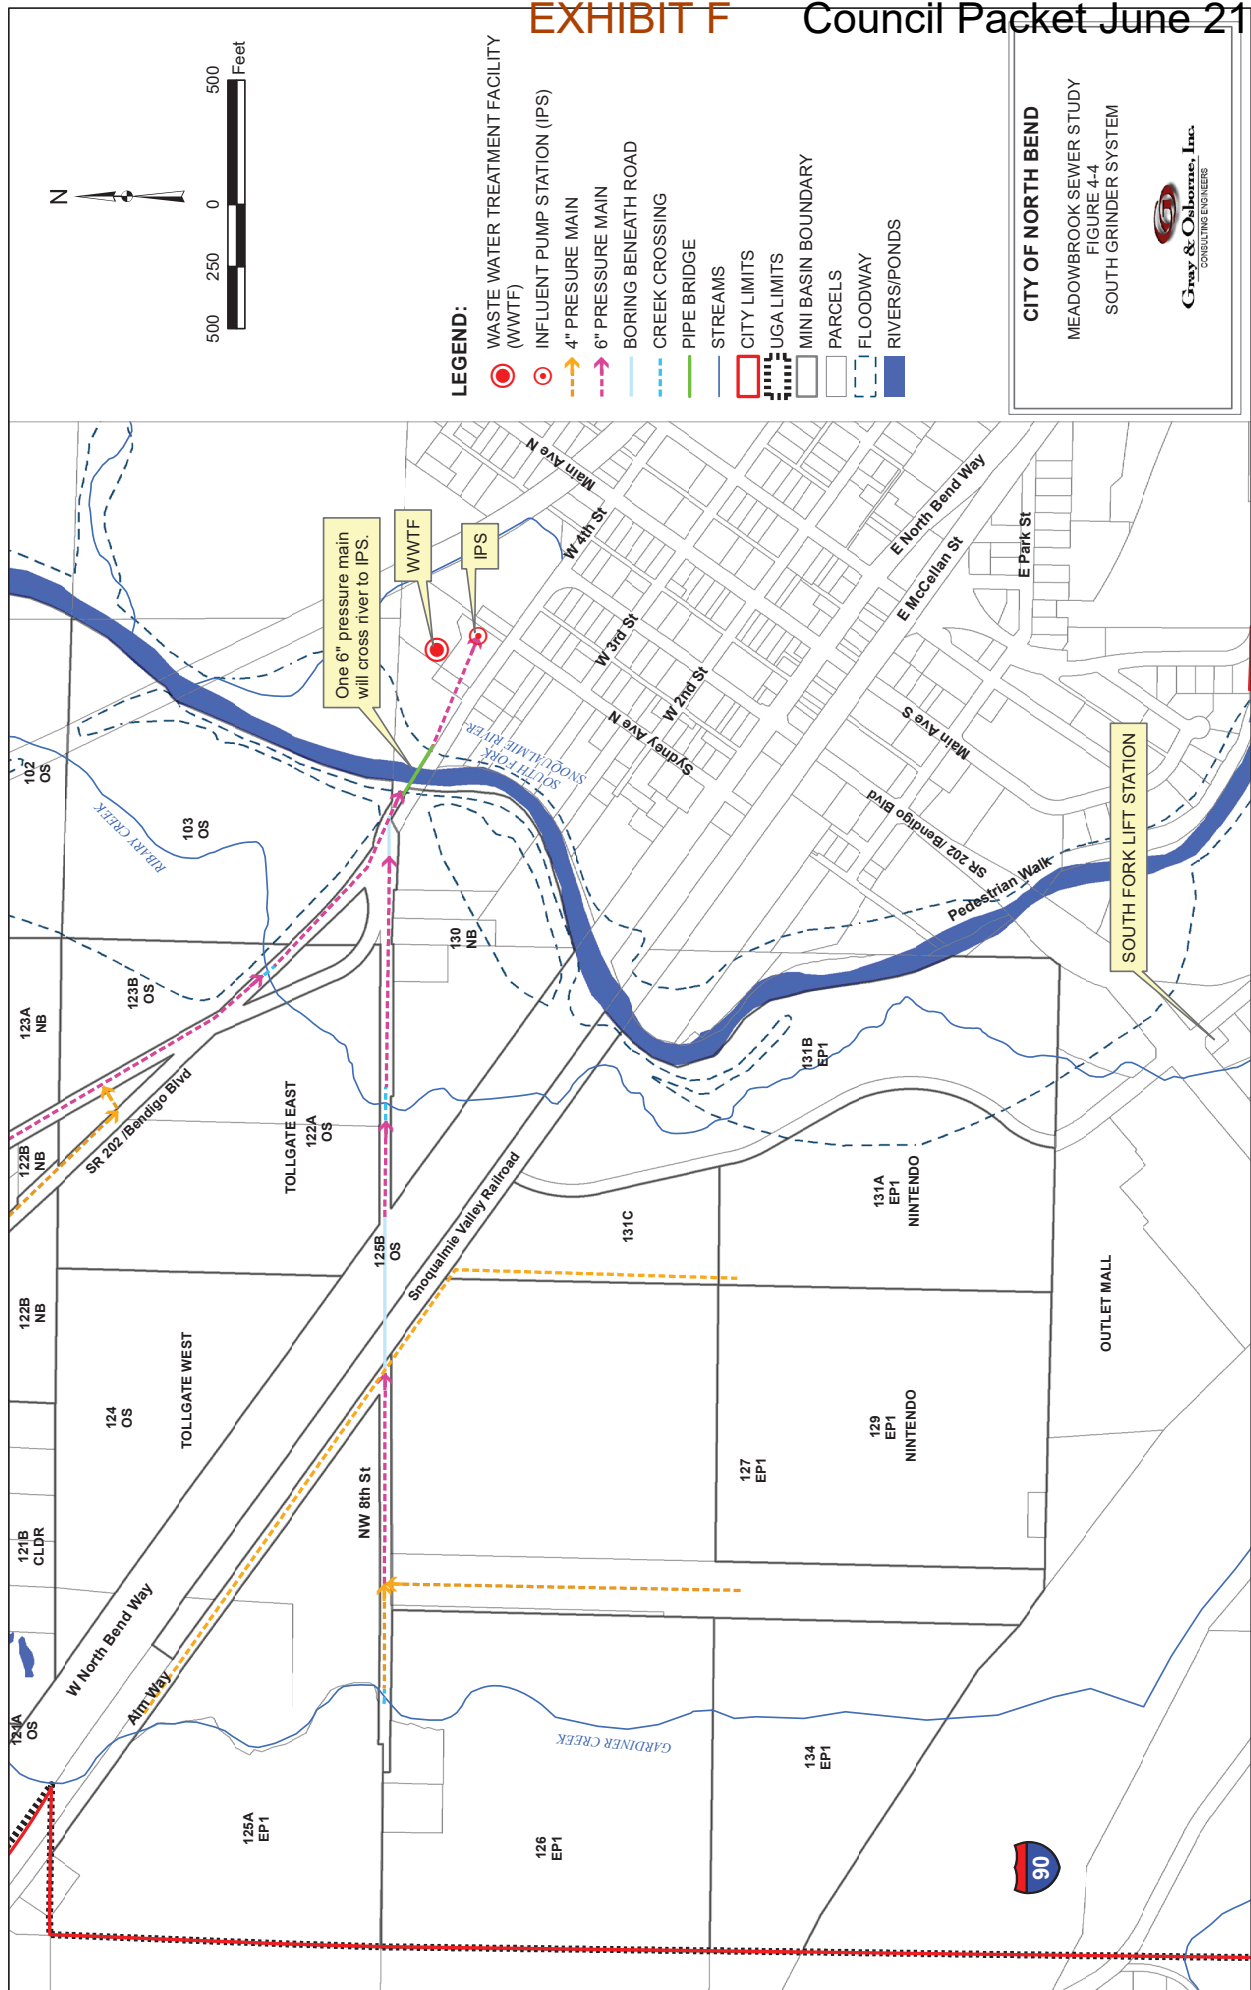 EXHIBIT F
Council Packet June 21
N
500
250
0
500
Feet
LEGEND:
WASTE WATER TREATMENT FACILITY
(WWTF)
INFLUENT PUMP STATION (IPS)
4" PRESURE MAIN
6" PRESSURE MAIN
BORING BENEATH ROAD
CREEK CROSSING
PIPE BRIDGE
STREAMS
CITY LIMITS
UGA LIMITS
MINI BASIN BOUNDARY
PARCELS
FLOODWAY
RIVERS/PONDS
CITY OF NORTH BEND
MEADOWBROOK SEWER STUDY
FIGURE 4-4
SOUTH GRINDER SYSTEM
G
Gray & Osborne, Inc.
CONSULTING ENGINEERS
One 6" pressure main
will cross river to IPS.
WWTF
IPS
SOUTH FORK LIFT STATION
Main Ave N
W 4th St
W 3rd St
W 2nd St
Sydney Ave N
E North Bend Way
E McCellan St
E Park St
Main Ave S
SR 202 /Bendigo Blvd
Pedestrian Walk
SOUTH FORK
SNOQUALMIE RIVER
RIBARY CREEK
102
OS
103
OS
123A
NB
123B
OS
130
NB
122B
NB
SR 202 /Bendigo Blvd
TOLLGATE EAST
122A
OS
131B
EP1
122B
NB
125B
OS
Snoqualmie Valley Railroad
131C
131A
EP1
NINTENDO
124
OS
TOLLGATE WEST
OUTLET MALL
129
EP1
NINTENDO
127
EP1
NW 8th St
121B
CLDR
W North Bend Way
Alm Way
121A
OS
GARDINER CREEK
125A
EP1
126
EP1
134
EP1
90